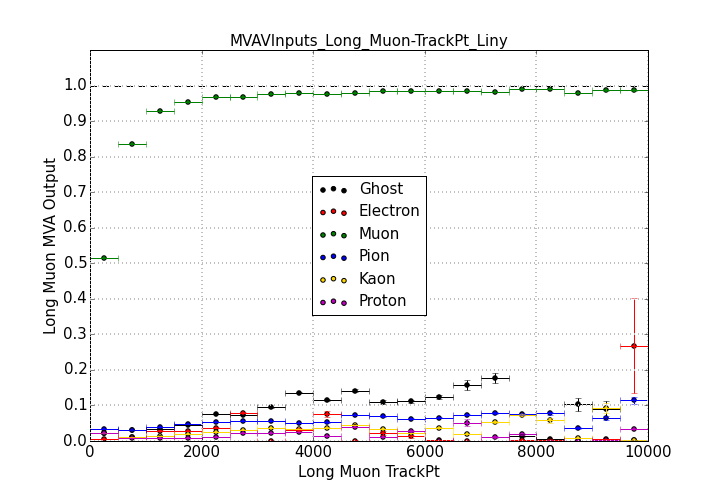 MVAVInputs_Long_Muon-TrackPt_Liny
Long Muon MVA Output
1.0
0.9
0.8
0.7
0.6
0.5
0.4
0.3
0.2
0.1
0.0
Ghost
Electron
Muon
Pion
Kaon
Proton
0 2000 4000 6000 8000 10000
Long Muon TrackPt